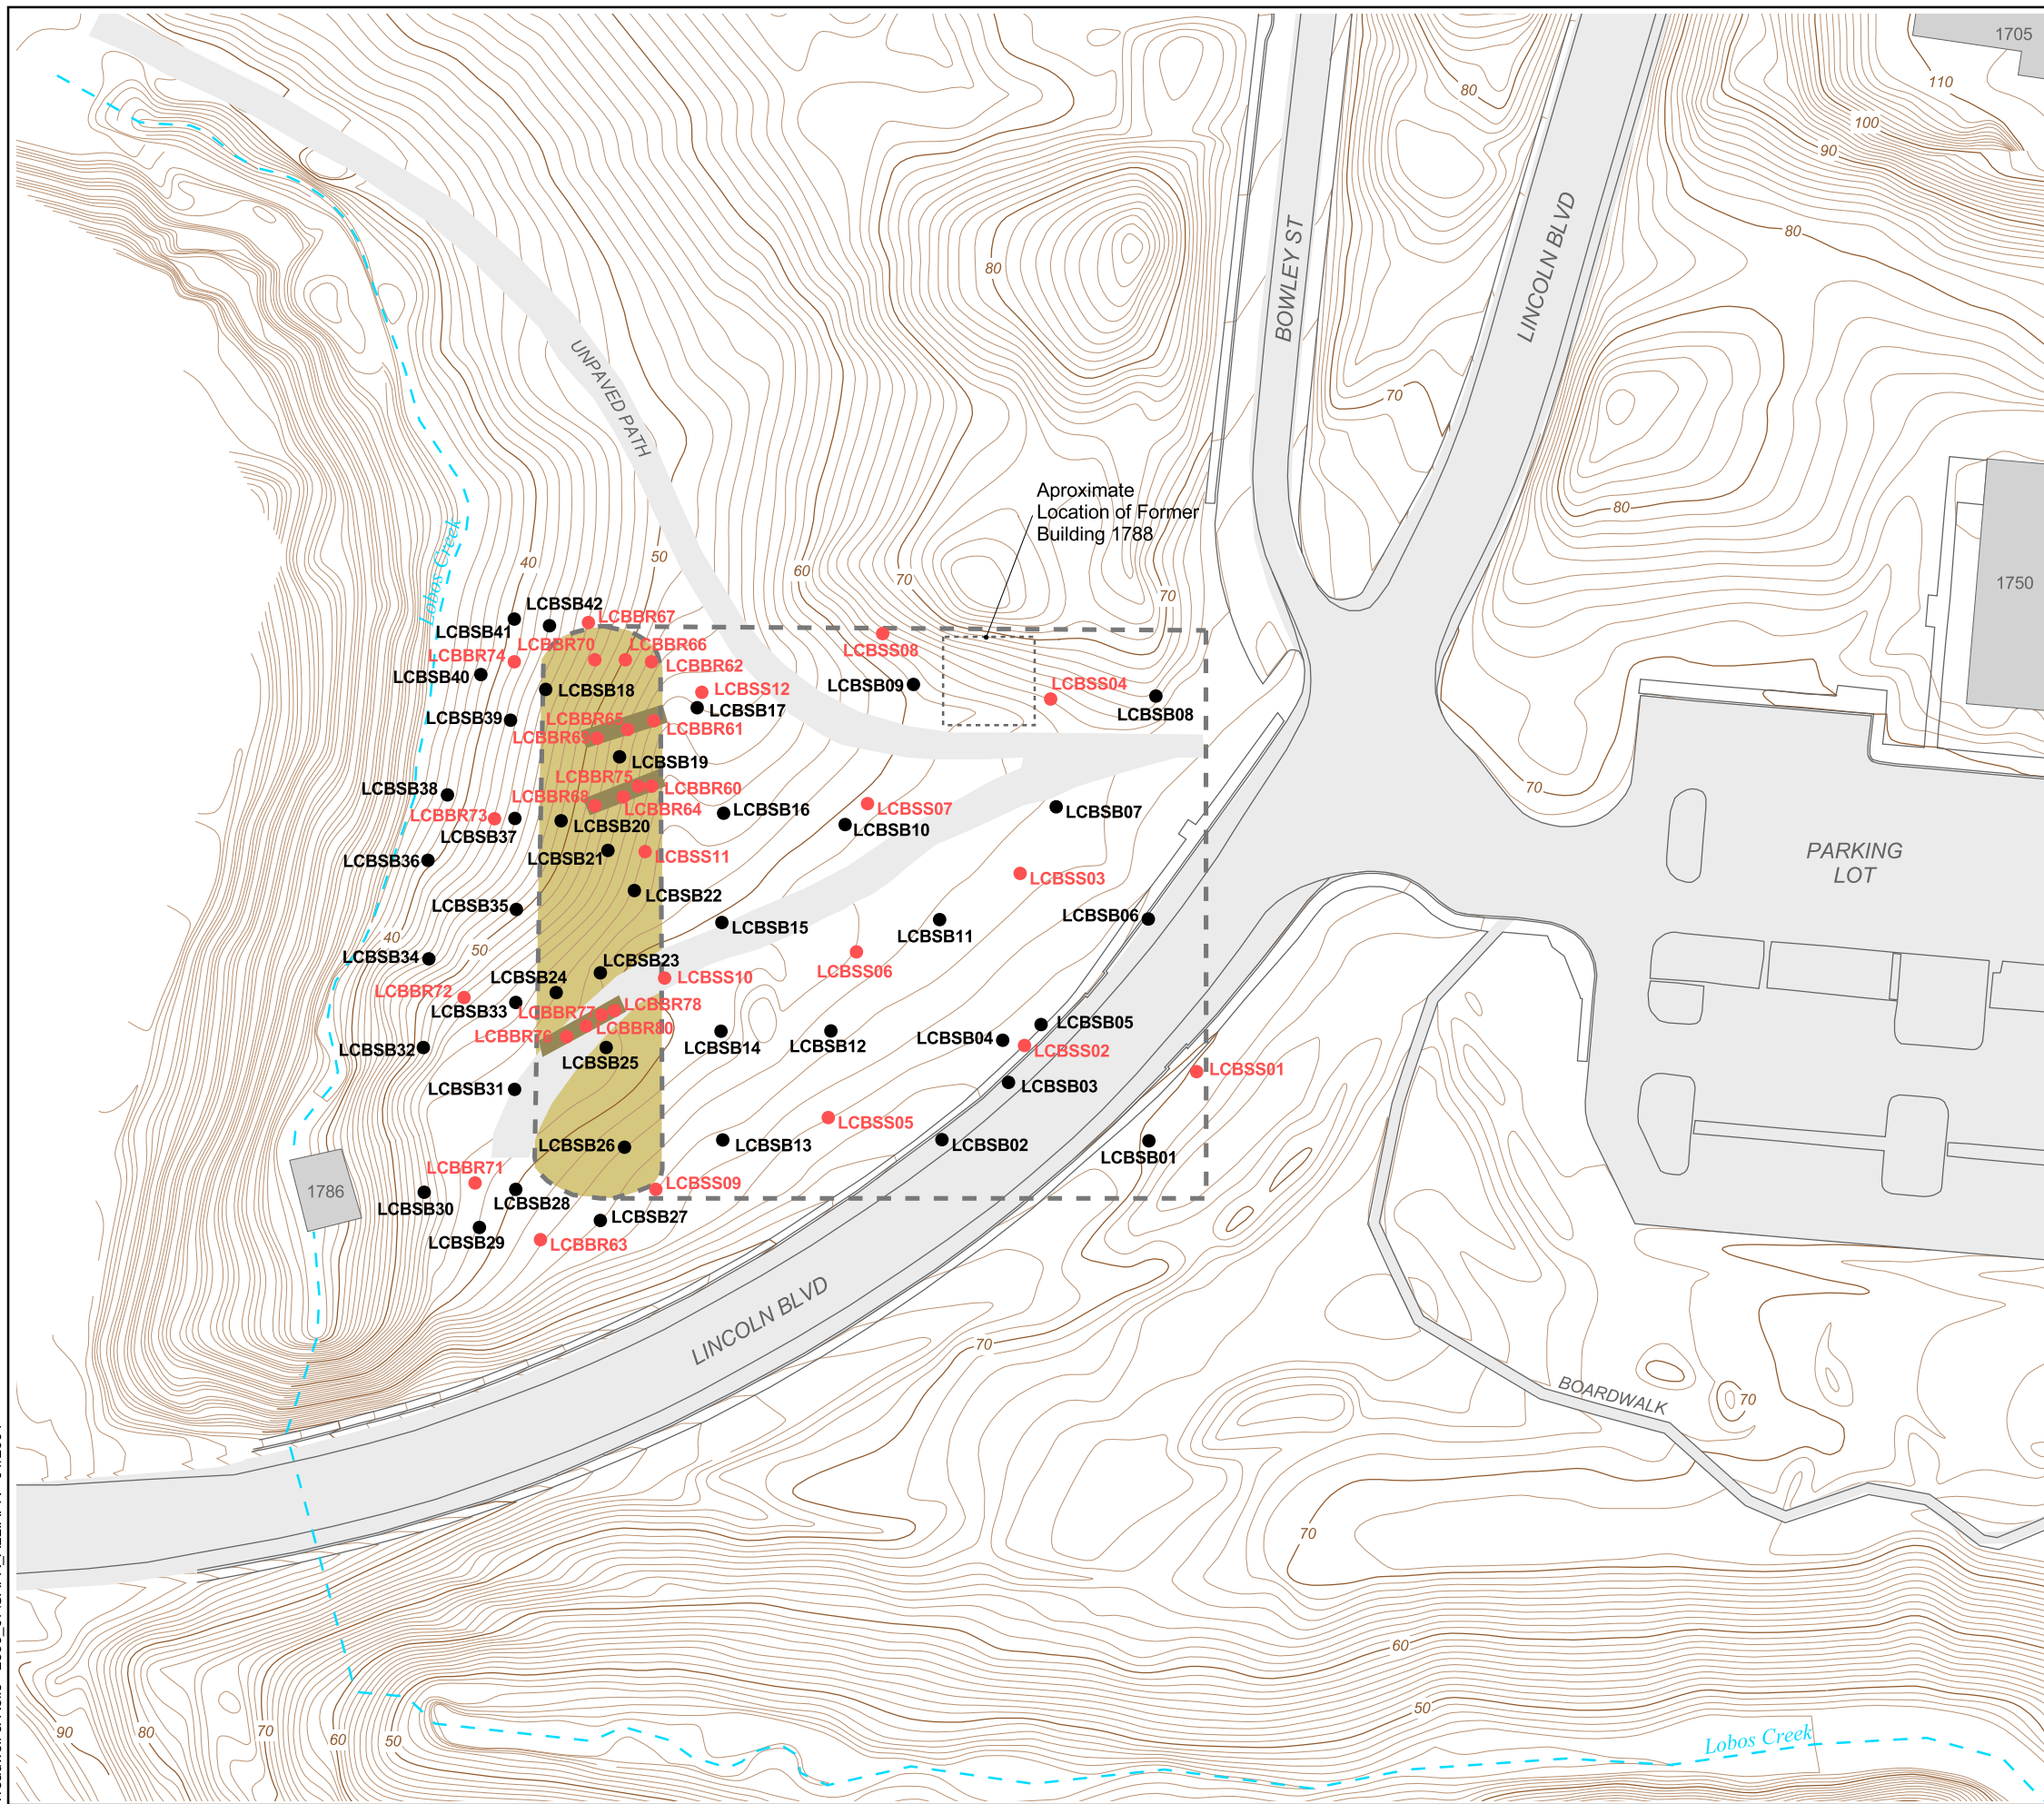 1705
110
80
100
90
BOWLEY ST
LINCOLN BLVD
80
80
UNPAVED PATH
70
Aproximate
Location of Former
Building 1788
80
Lobos Creek
40
50
60
70
70
1750
LCBSB42
LCBBR67
LCBSB41
LCBBR70
LCBBR66
LCBSS08
LCBBR74
LCBBR62
LCBSB40
LCBSB18
LCBSS12
LCBSB09
LCBSS04
LCBSB17
LCBSB08
LCBSB39
LCBBR65
LCBBR61
LCBSB19
LCBBR75
LCBSB38
LCBBR60
70
LCBBR68
LCBBR64
LCBSB16
LCBSS07
LCBSB07
LCBBR73
LCBSB37
LCBSB20
LCBSB10
LCBSB36
LCBSB21
LCBSS11
PARKING
LOT
LCBSS03
LCBSB22
LCBSB35
LCBSB15
LCBSB06
LCBSB11
40
50
LCBSB34
LCBSB23
LCBSS06
LCBSB24
LCBSS10
LCBBR72
LCBSB33
LCBBR77
LCBBR78
LCBBR76
LCBBR80
LCBSB05
LCBSB32
LCBSB14
LCBSB12
LCBSB04
LCBSS02
LCBSB25
LCBSS01
LCBSB31
LCBSB03
LCBSS05
LCBSB26
LCBSB13
LCBSB02
LCBSB01
LCBBR71
LCBSS09
1786
LCBSB30
LCBSB28
LCBSB27
LCBSB29
LCBBR63
LINCOLN BLVD
70
BOARDWALK
70
70
60
50
90
80
70
60
50
Lobos Creek